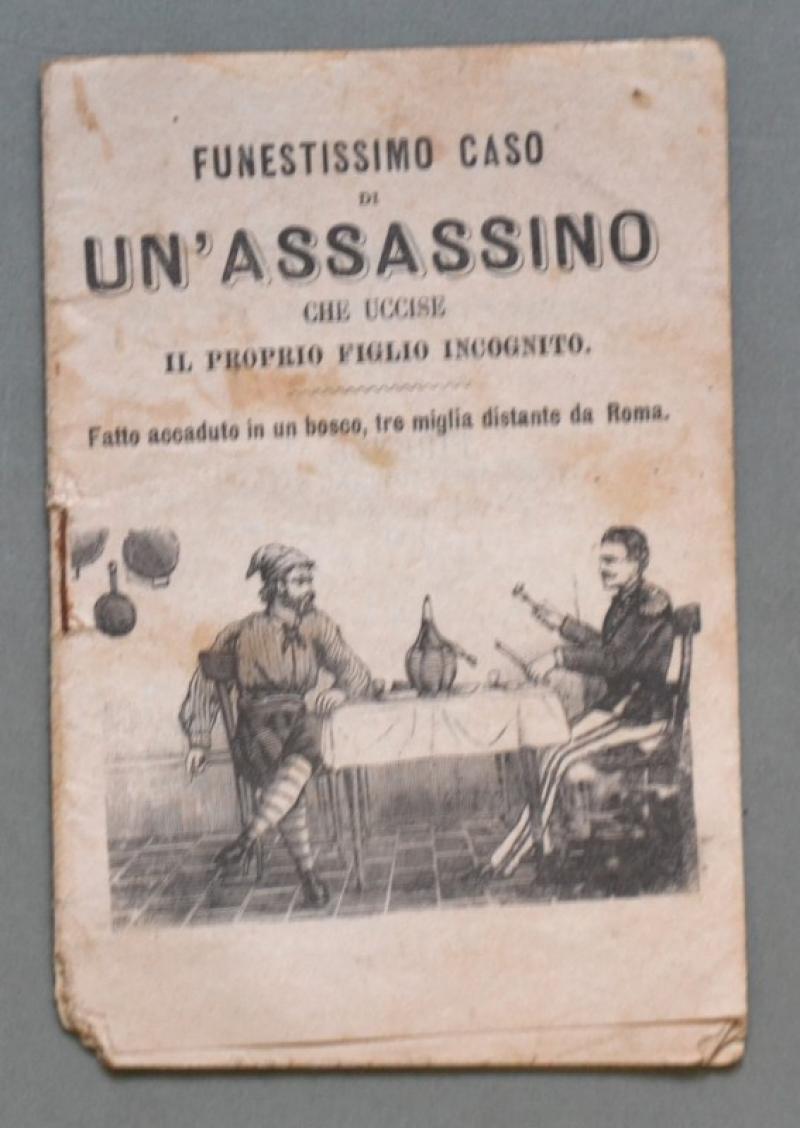 FUNESTISSIMO CASO
DI
UN'ASSASSINO
CHE UCCISE
IL PROPRIO FIGLIO INCOGNITO.
Fatto accaduto in un bosco, tre miglia distante da Roma.